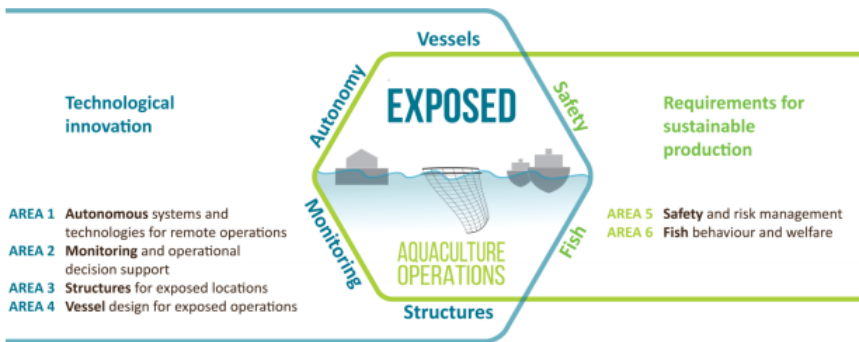 Vessels
Autonomy
Safety
EXPOSED
Technological
innovation
Requirements for
sustainable
production
AREA 1 Autonomous systems and
technologies for remote operations
AREA 2 Monitoring and operational
decision support
AREA 3 Structures for exposed locations
AREA 4 Vessel design for exposed operations
Monitoring
AQUACULTURE
OPERATIONS
Fish
Structures
AREA 5 Safety and risk management
AREA 6 Fish behaviour and welfare